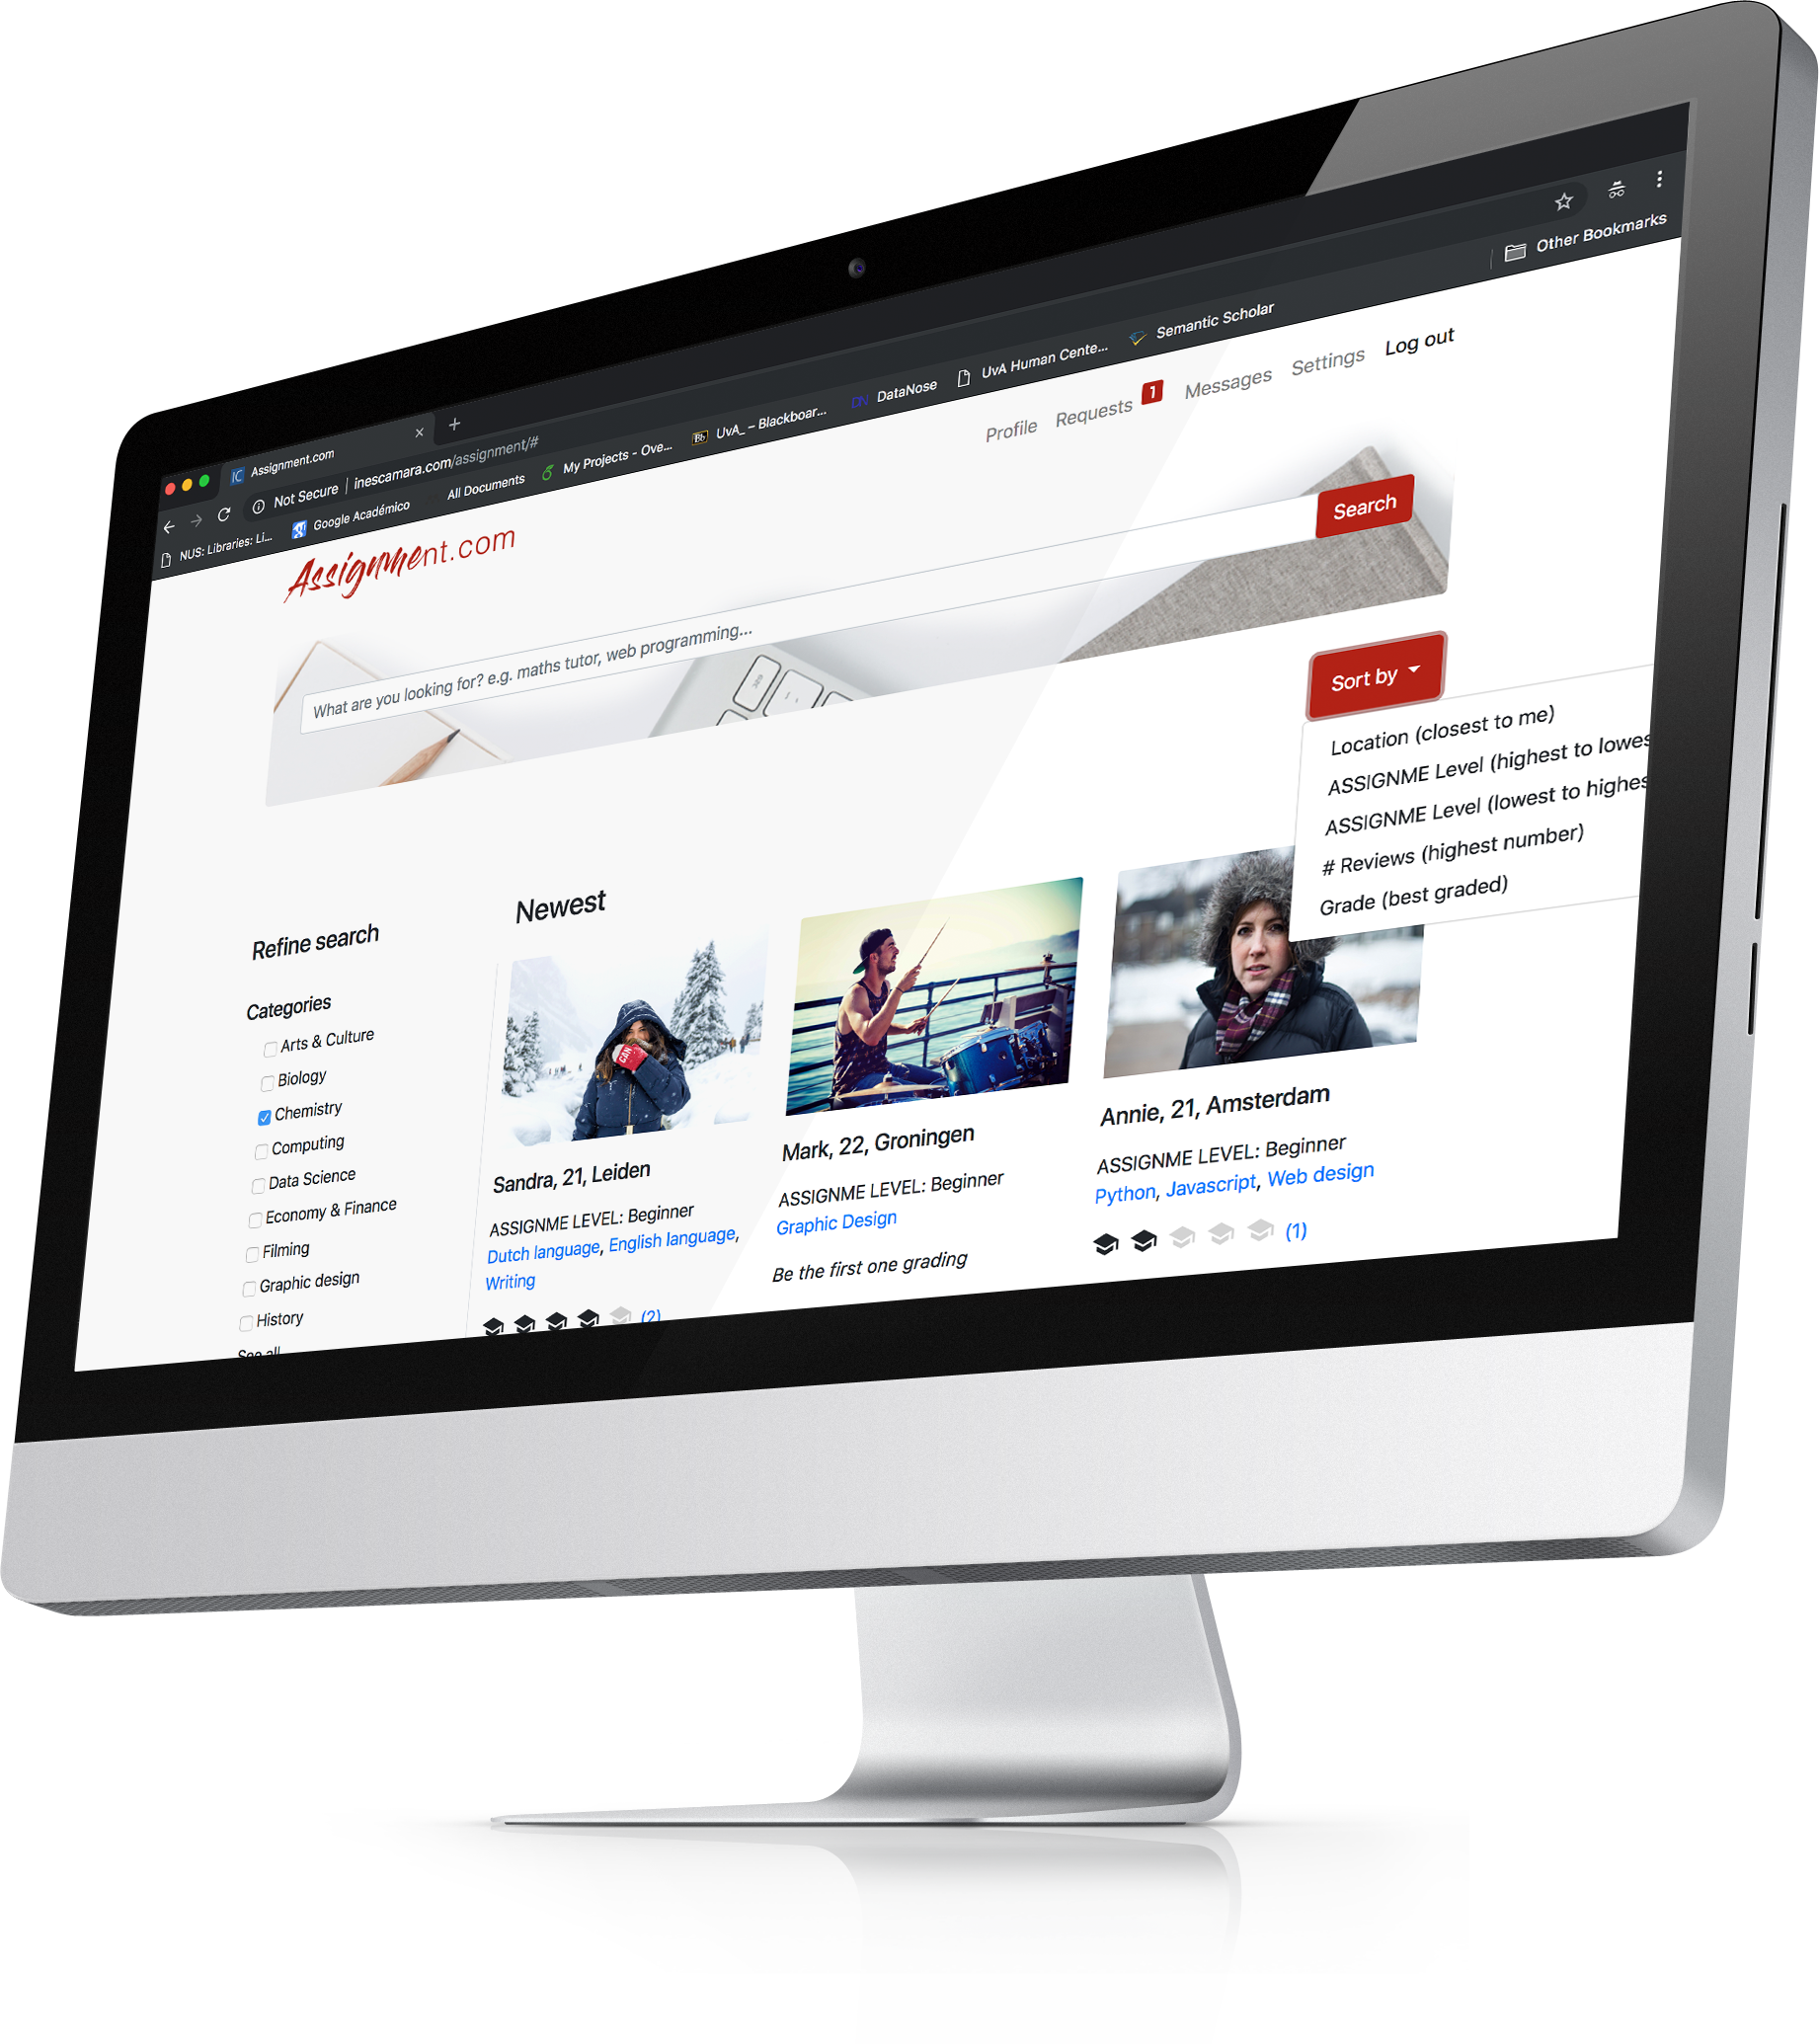 Assignment.com
Not Secure | inescamara.com/assignment/#
Other Bookmarks
NUS: Libraries: Li...
Google Académico
All Documents
My Projects - Ove...
UvA_ – Blackboar...
DN DataNose
UvA Human Cente...
Semantic Scholar
Assignment.com
Profile
Requests 1
Messages
Settings
Log out
What are you looking for? e.g. maths tutor, web programming...
Search
Sort by
Location (closest to me)
ASSIGNME Level (highest to lowes
ASSIGNME Level (lowest to highes
# Reviews (highest number)
Grade (best graded)
Refine search
Categories
Arts & Culture
Biology
Chemistry
Computing
Data Science
Economy & Finance
Filming
Graphic design
History
See all
Newest
Sandra, 21, Leiden
ASSIGNME LEVEL: Beginner
Dutch language, English language,
Writing
(2)
Mark, 22, Groningen
ASSIGNME LEVEL: Beginner
Graphic Design
Be the first one grading
Annie, 21, Amsterdam
ASSIGNME LEVEL: Beginner
Python, Javascript, Web design
(1)